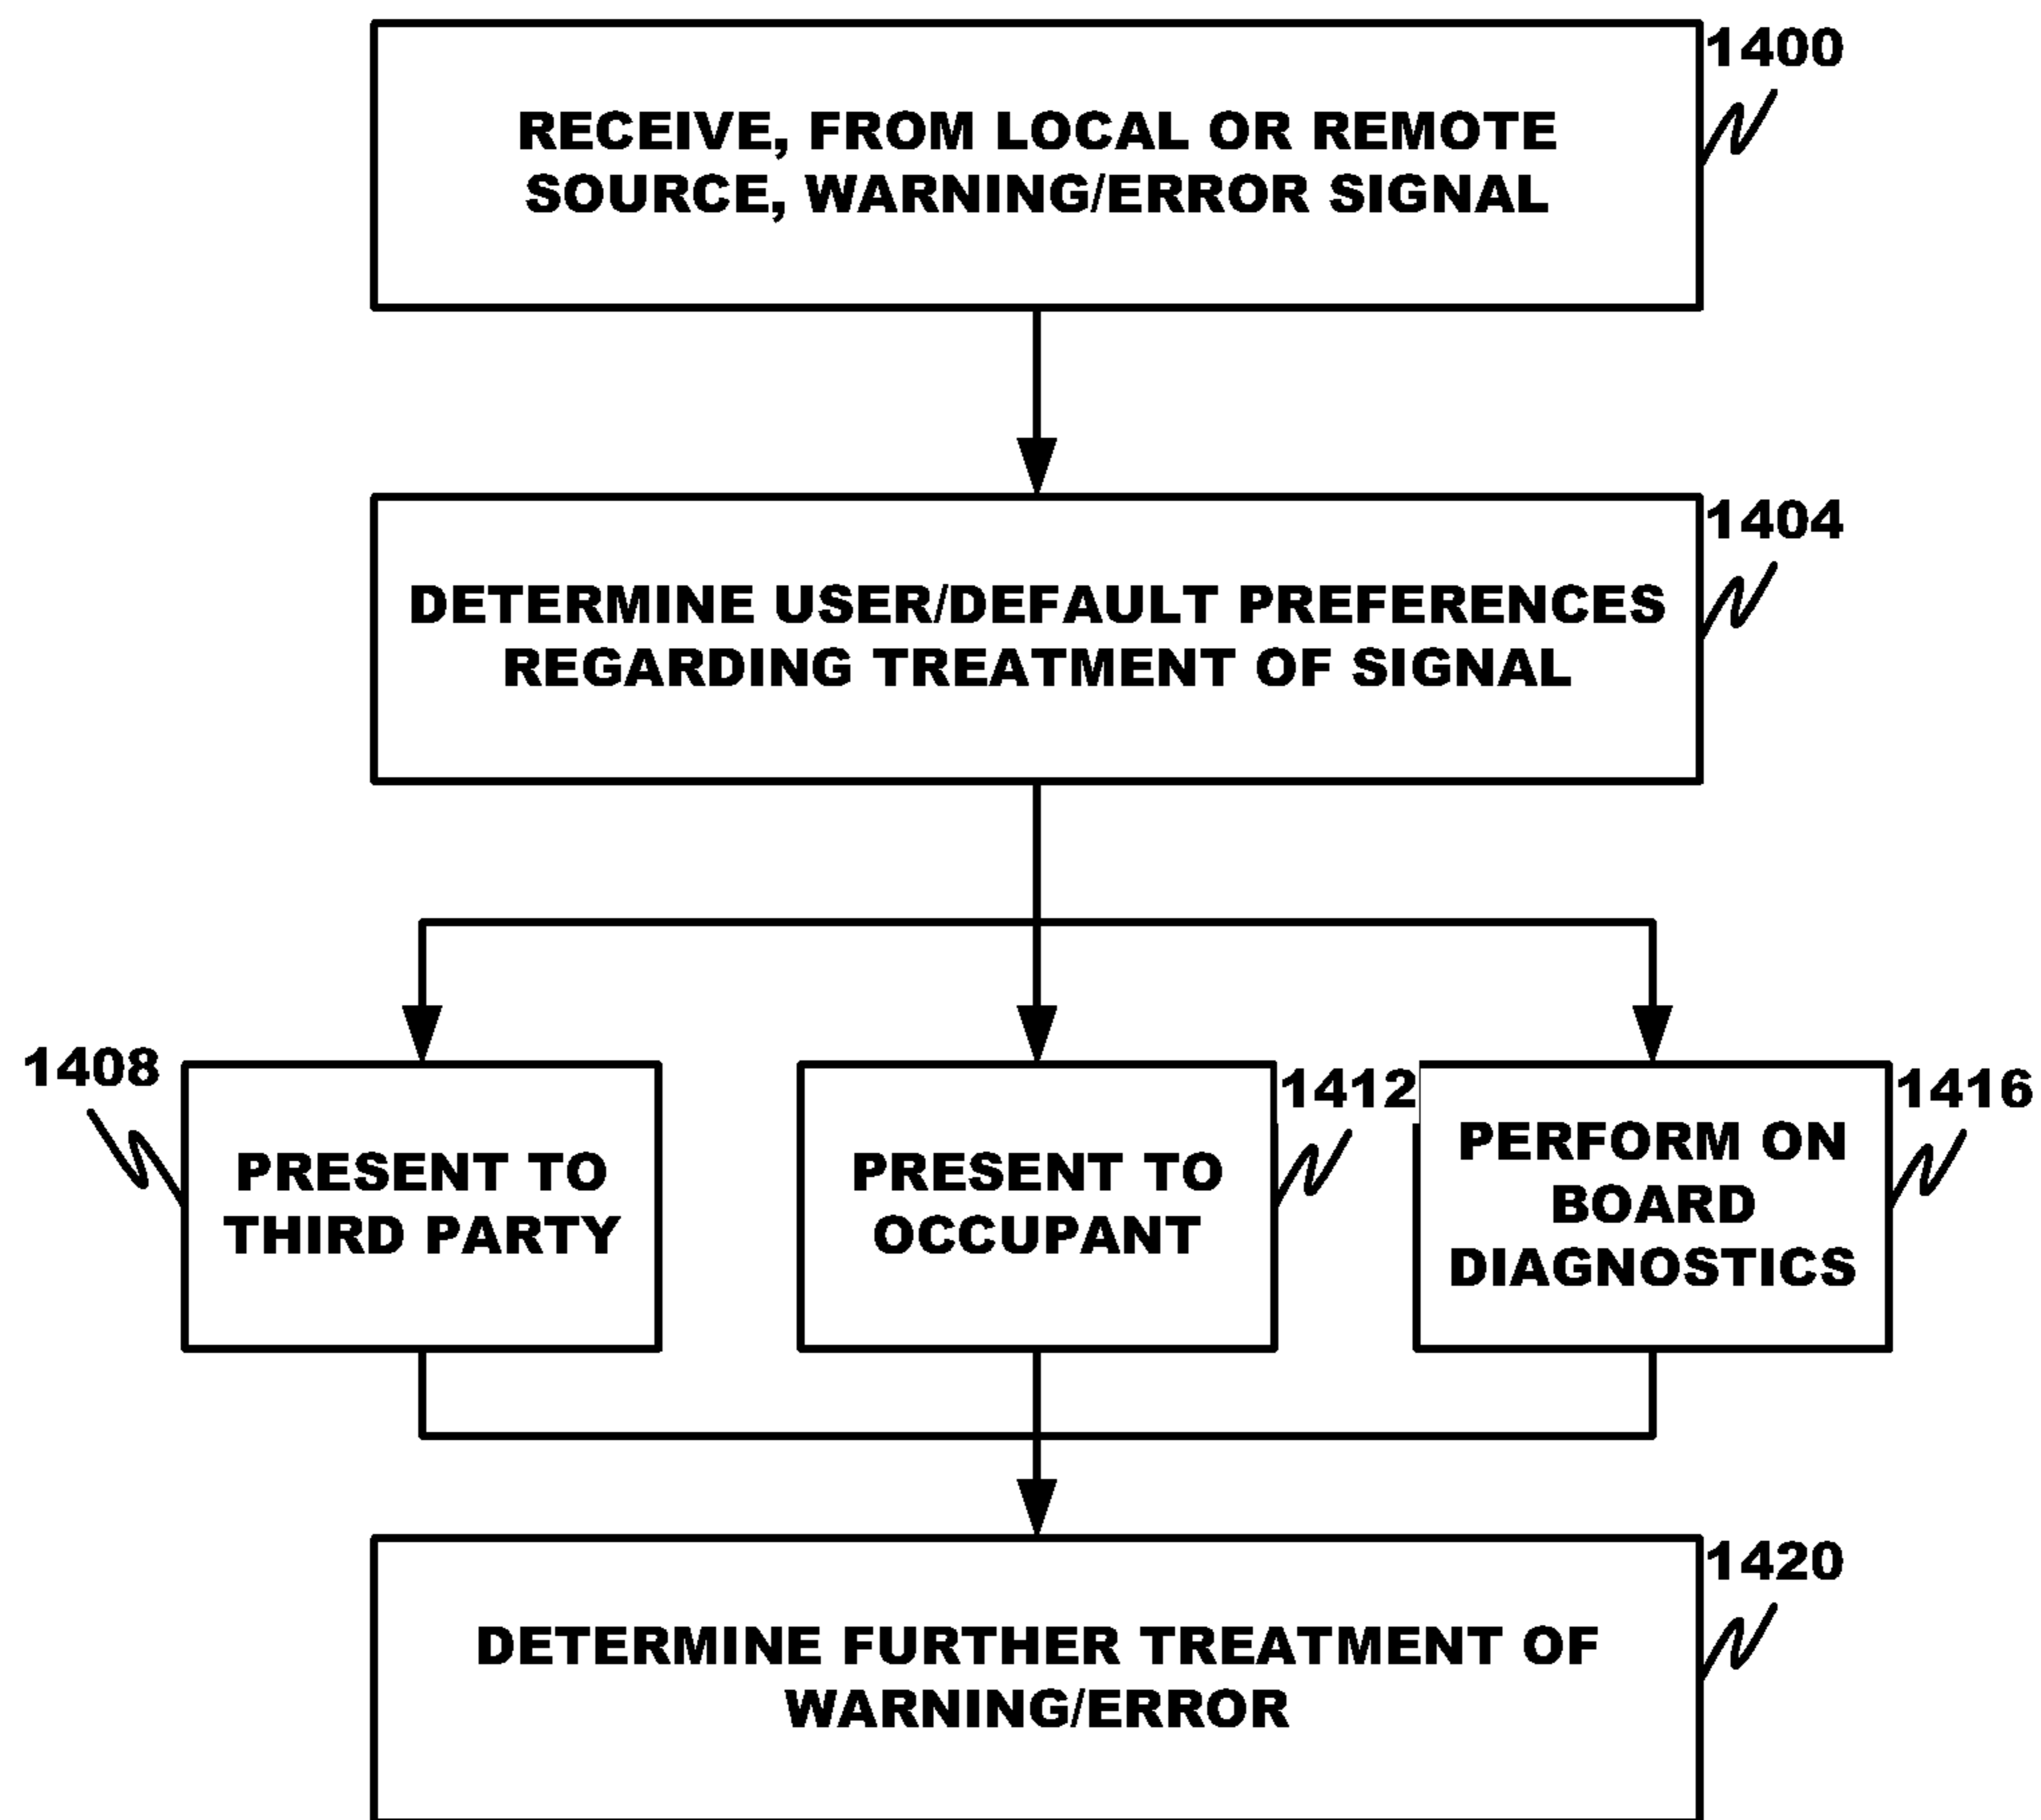 1400
RECEIVE, FROM LOCAL OR REMOTE
SOURCE, WARNING/ERROR SIGNAL
1404
DETERMINE USER/DEFAULT PREFERENCES
REGARDING TREATMENT OF SIGNAL
1408
PRESENT TO
THIRD PARTY
1412
PRESENT TO
OCCUPANT
1416
PERFORM ON
BOARD
DIAGNOSTICS
1420
DETERMINE FURTHER TREATMENT OF
WARNING/ERROR